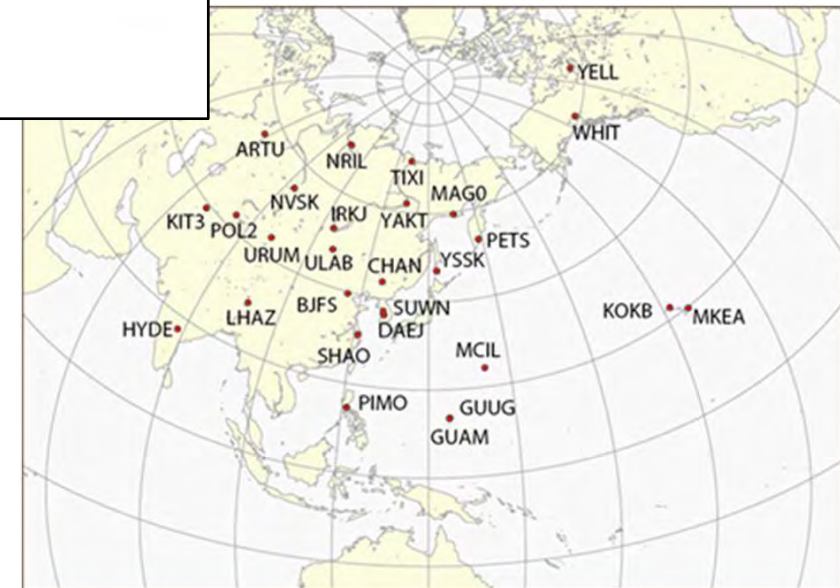 YELL
WHIT
ARTU
NRIL
TIXI
MAG0
NVSK
IRKJ
YAKT
KIT3
POL2
PETS
URUM
ULAB
CHAN
YSSK
BJFS
SUWN
KOKB
MKEA
LHAZ
HYDE
DAEJ
SHAO
MCIL
PIMO
GUUG
GUAM